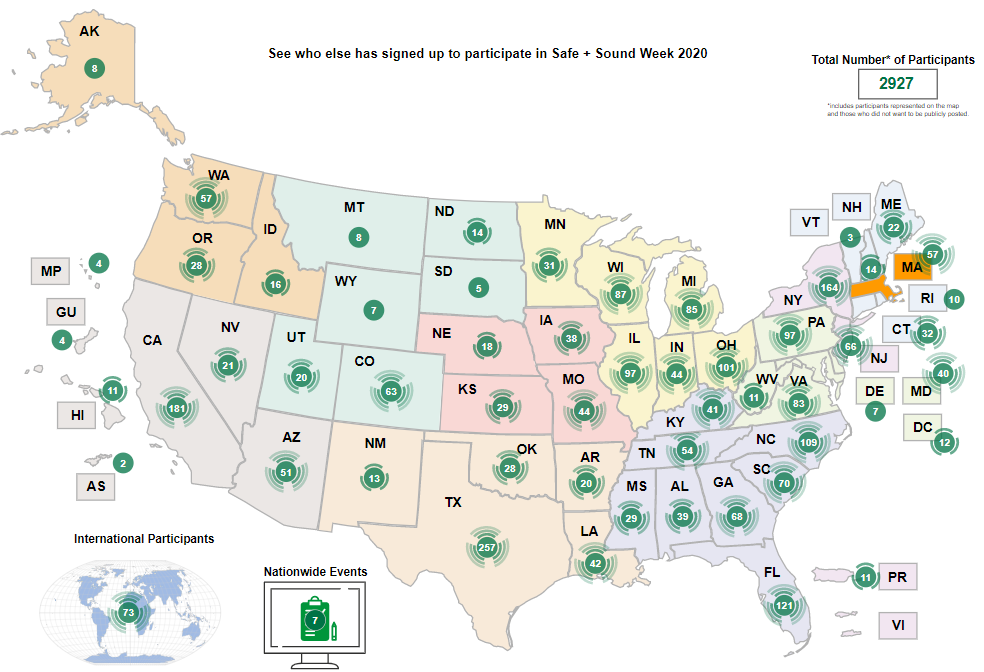 AK
8
See who else has signed up to participate in Safe + Sound Week 2020
Total Number* of Participants
2927
*includes participants represented on the map
and those who did not want to be publicly posted.
WA
57
OR
28
ID
16
MT
8
ND
14
MN
31
WI
87
MI
85
VT
NH
3
ME
22
14
MA
57
RI
10
CT
32
NY
164
PA
97
NJ
66
MP
4
GU
4
HI
11
AS
2
CA
181
NV
21
UT
20
WY
7
SD
5
NE
18
IA
38
CO
63
KS
29
MO
44
IL
97
IN
44
OH
101
WV
11
VA
83
DE
7
MD
40
DC
12
KY
41
TN
54
NC
109
SC
70
AZ
51
NM
13
OK
28
AR
20
TX
257
LA
42
MS
29
AL
39
GA
68
FL
121
PR
11
VI
International Participants
73
Nationwide Events
7